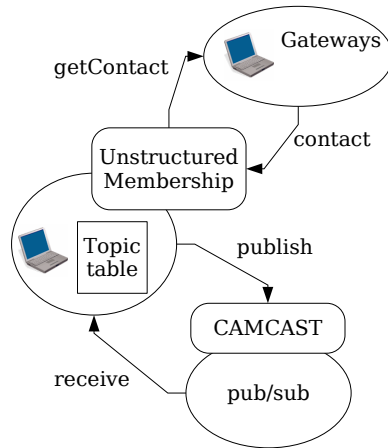 Gateways
getContact
contact
Unstructured
Membership
Topic
table
publish
CAMCAST
receive
pub/sub